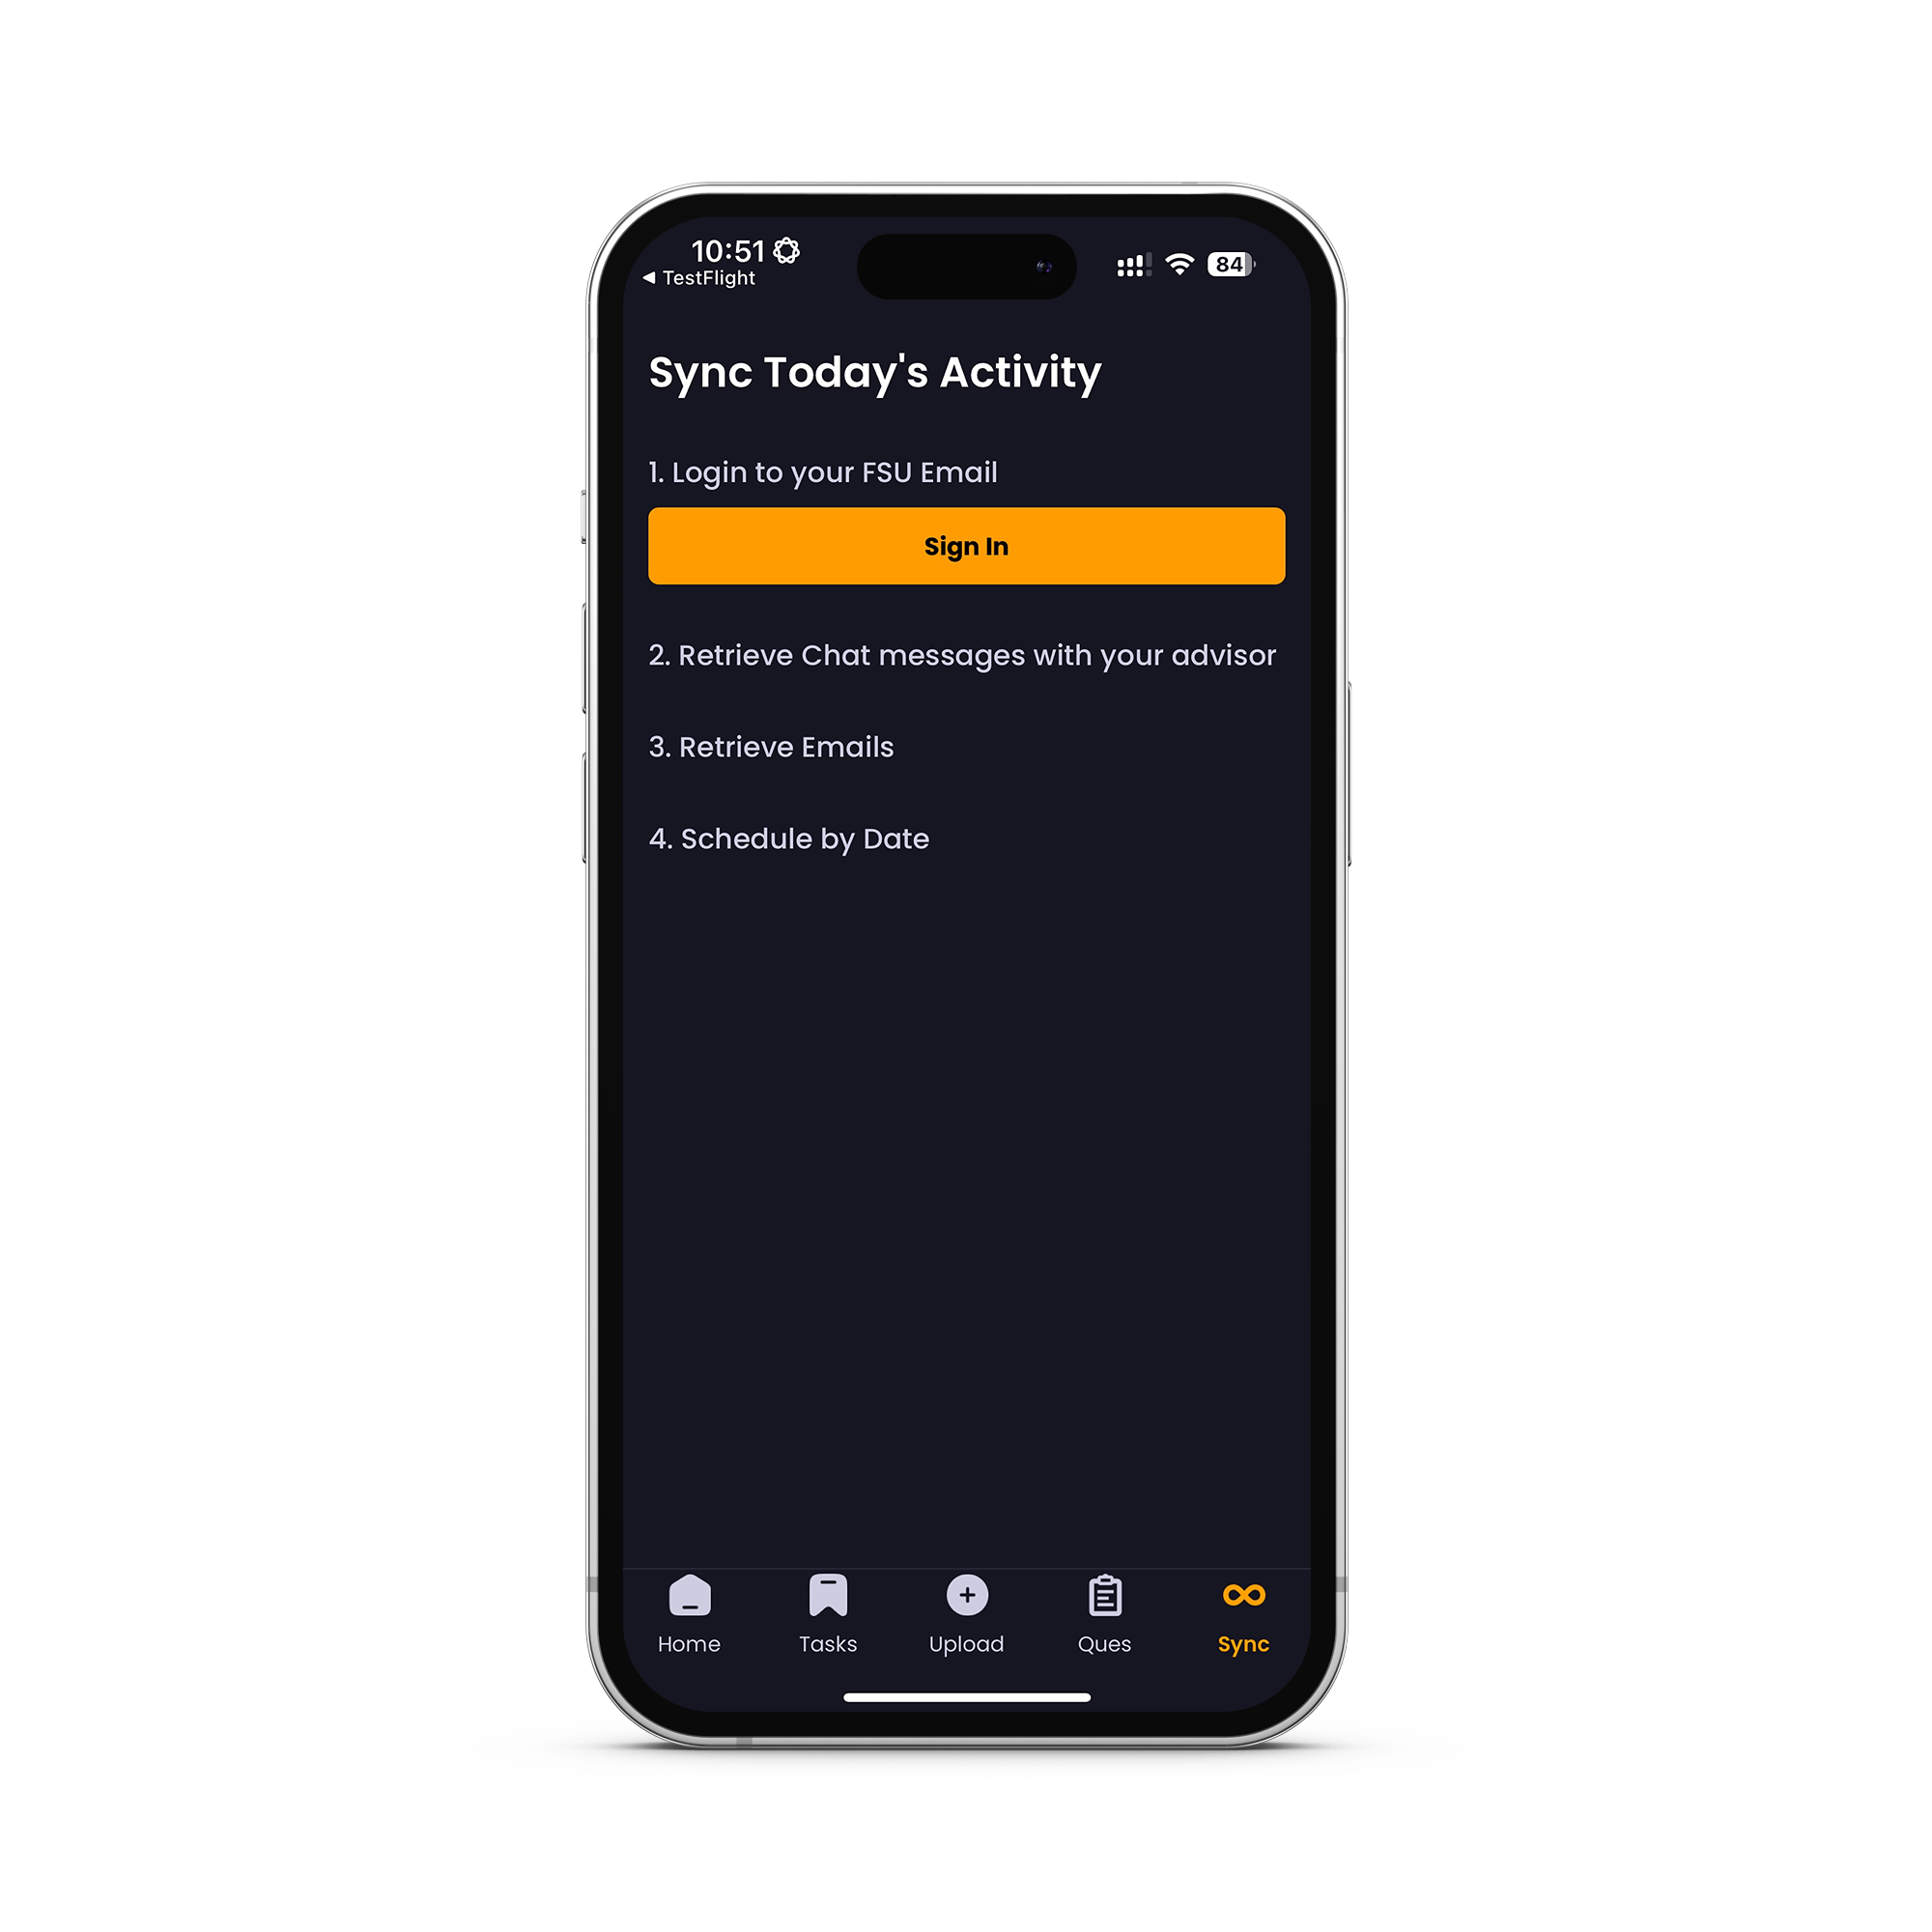 10:51
84
◀ TestFlight
Sync Today's Activity
1. Login to your FSU Email
Sign In
2. Retrieve Chat messages with your advisor
3. Retrieve Emails
4. Schedule by Date
Home Tasks Upload Ques Sync